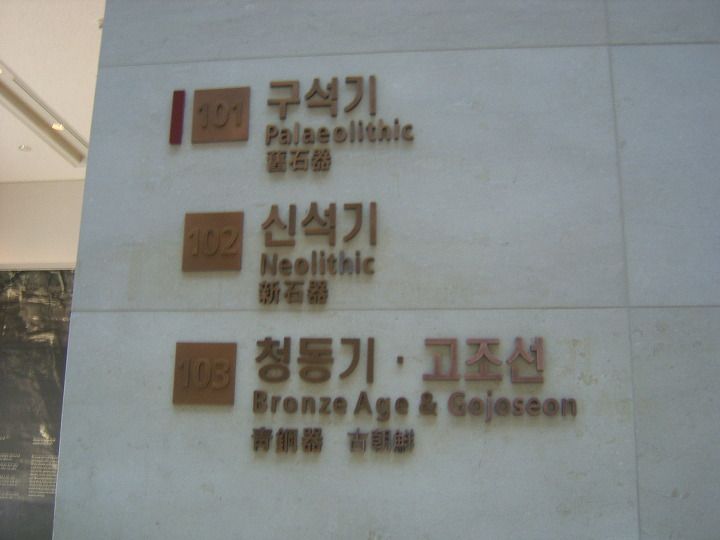 101 구석기
Palaeolithic
舊石器
102 신석기
Neolithic
新石器
103 청동기 · 고조선
Bronze Age & Gojoseon
靑銅器 古朝鮮